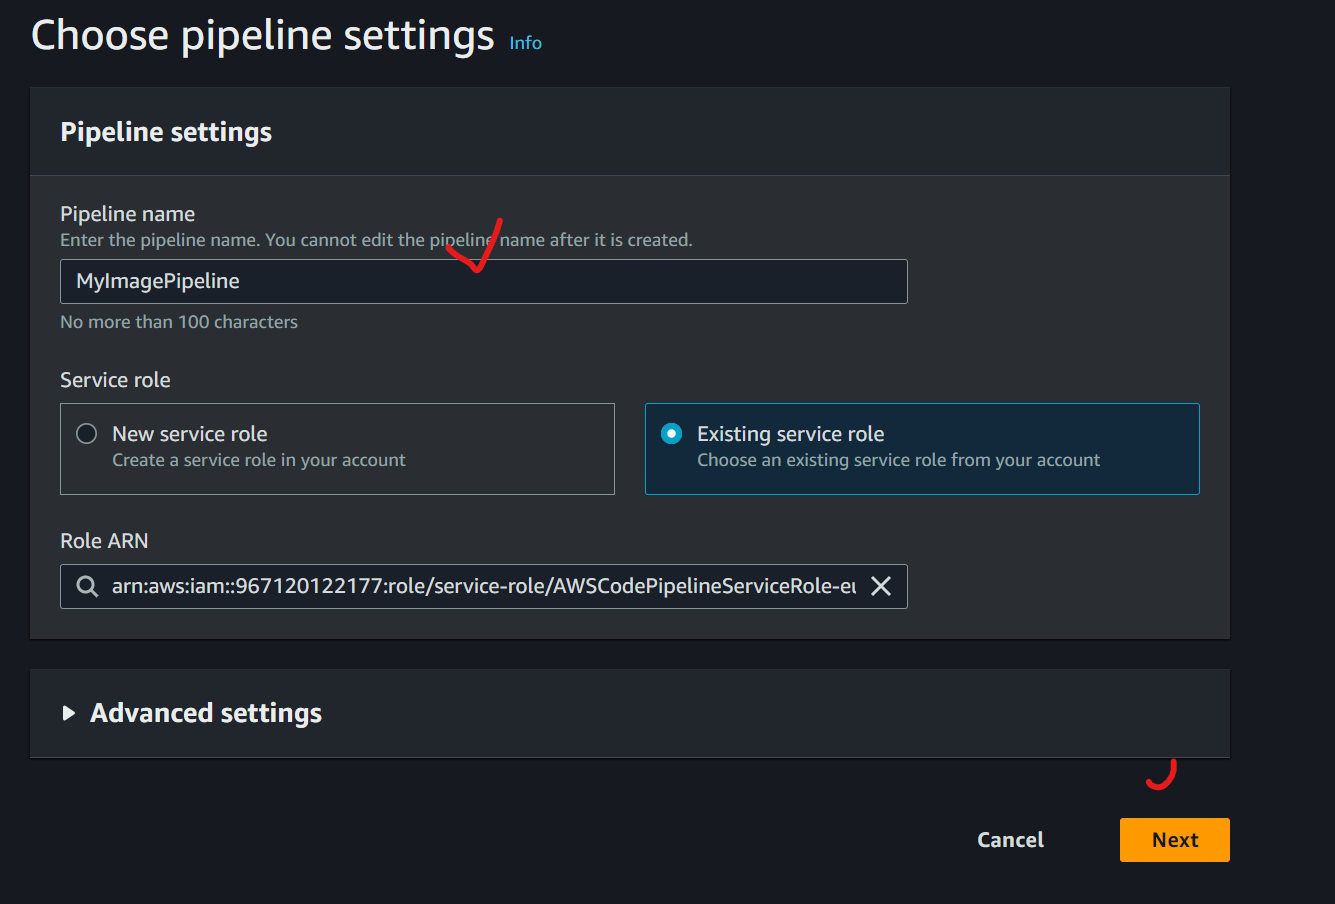 Choose pipeline settings Info
Pipeline settings
Pipeline name
Enter the pipeline name. You cannot edit the pipeline name after it is created.
MyImagePipeline
No more than 100 characters
Service role
New service role
Create a service role in your account
Existing service role
Choose an existing service role from your account
Role ARN
arn:aws:iam::967120122177:role/service-role/AWSCodePipelineServiceRole-eu
Advanced settings
Cancel Next